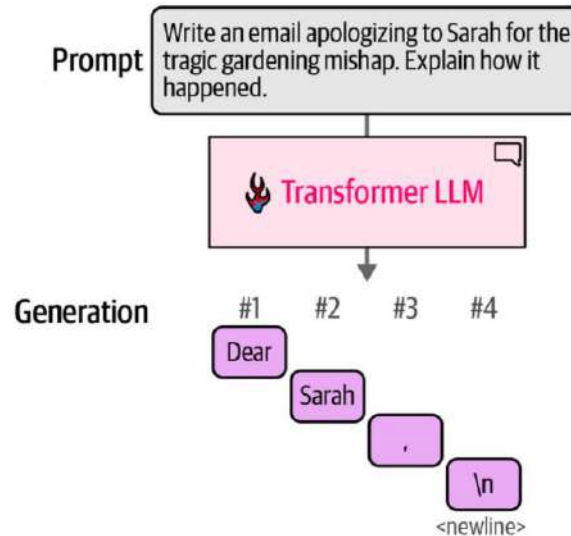 Prompt
Write an email apologizing to Sarah for the
tragic gardening mishap. Explain how it
happened.
Transformer LLM
Generation
#1 #2 #3 #4
Dear
Sarah
,
\n
<newline>